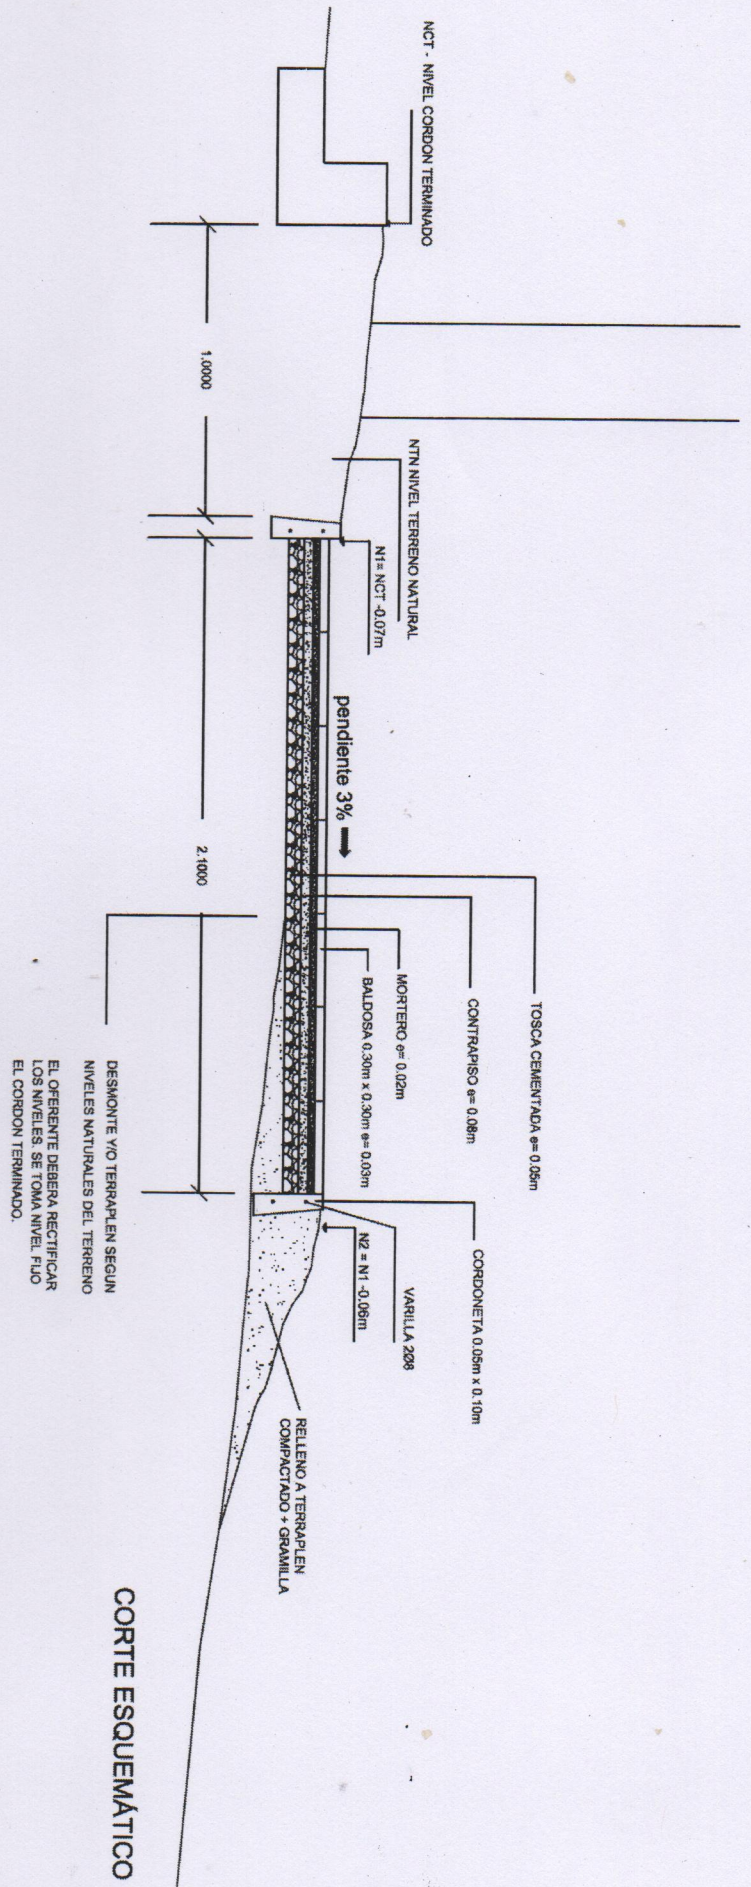 NCT - NIVEL CORDON TERMINADO
NTN NIVEL TERRENO NATURAL
N1= NCT -0.07m
pendiente 3%
TOSCA CEMENTADA e= 0.05m
CONTRAPISO e= 0.08m
MORTERO e= 0.02m
BALDOSA 0.30m x 0.30m e= 0.03m
CORDONETA 0.05m x 0.10m
VARILLA 2Ø8
N2 = N1 -0.06m
RELLENO A TERRAPLEN
COMPACTADO + GRAMILLA
1.0000
2.1000
DESMONTE Y/O TERRAPLEN SEGUN
NIVELES NATURALES DEL TERRENO
EL OFERENTE DEBERA RECTIFICAR
LOS NIVELES. SE TOMA NIVEL FIJO
EL CORDON TERMINADO.
CORTE ESQUEMÁTICO